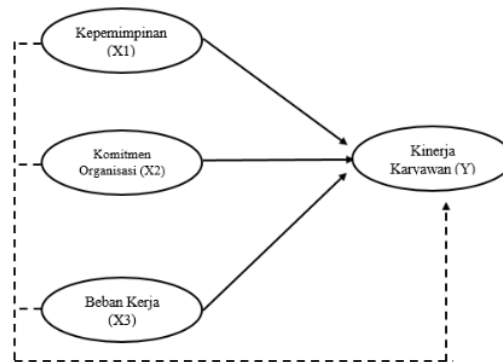 Kepemimpinan
(X1)
Komitmen
Organisasi (X2)
Kinerja
Karyawan (Y)
Beban Kerja
(X3)